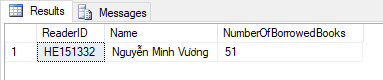 Results Messages
ReaderID Name NumberOfBorrowedBooks
1 HE151332 Nguyễn Minh Vương 51